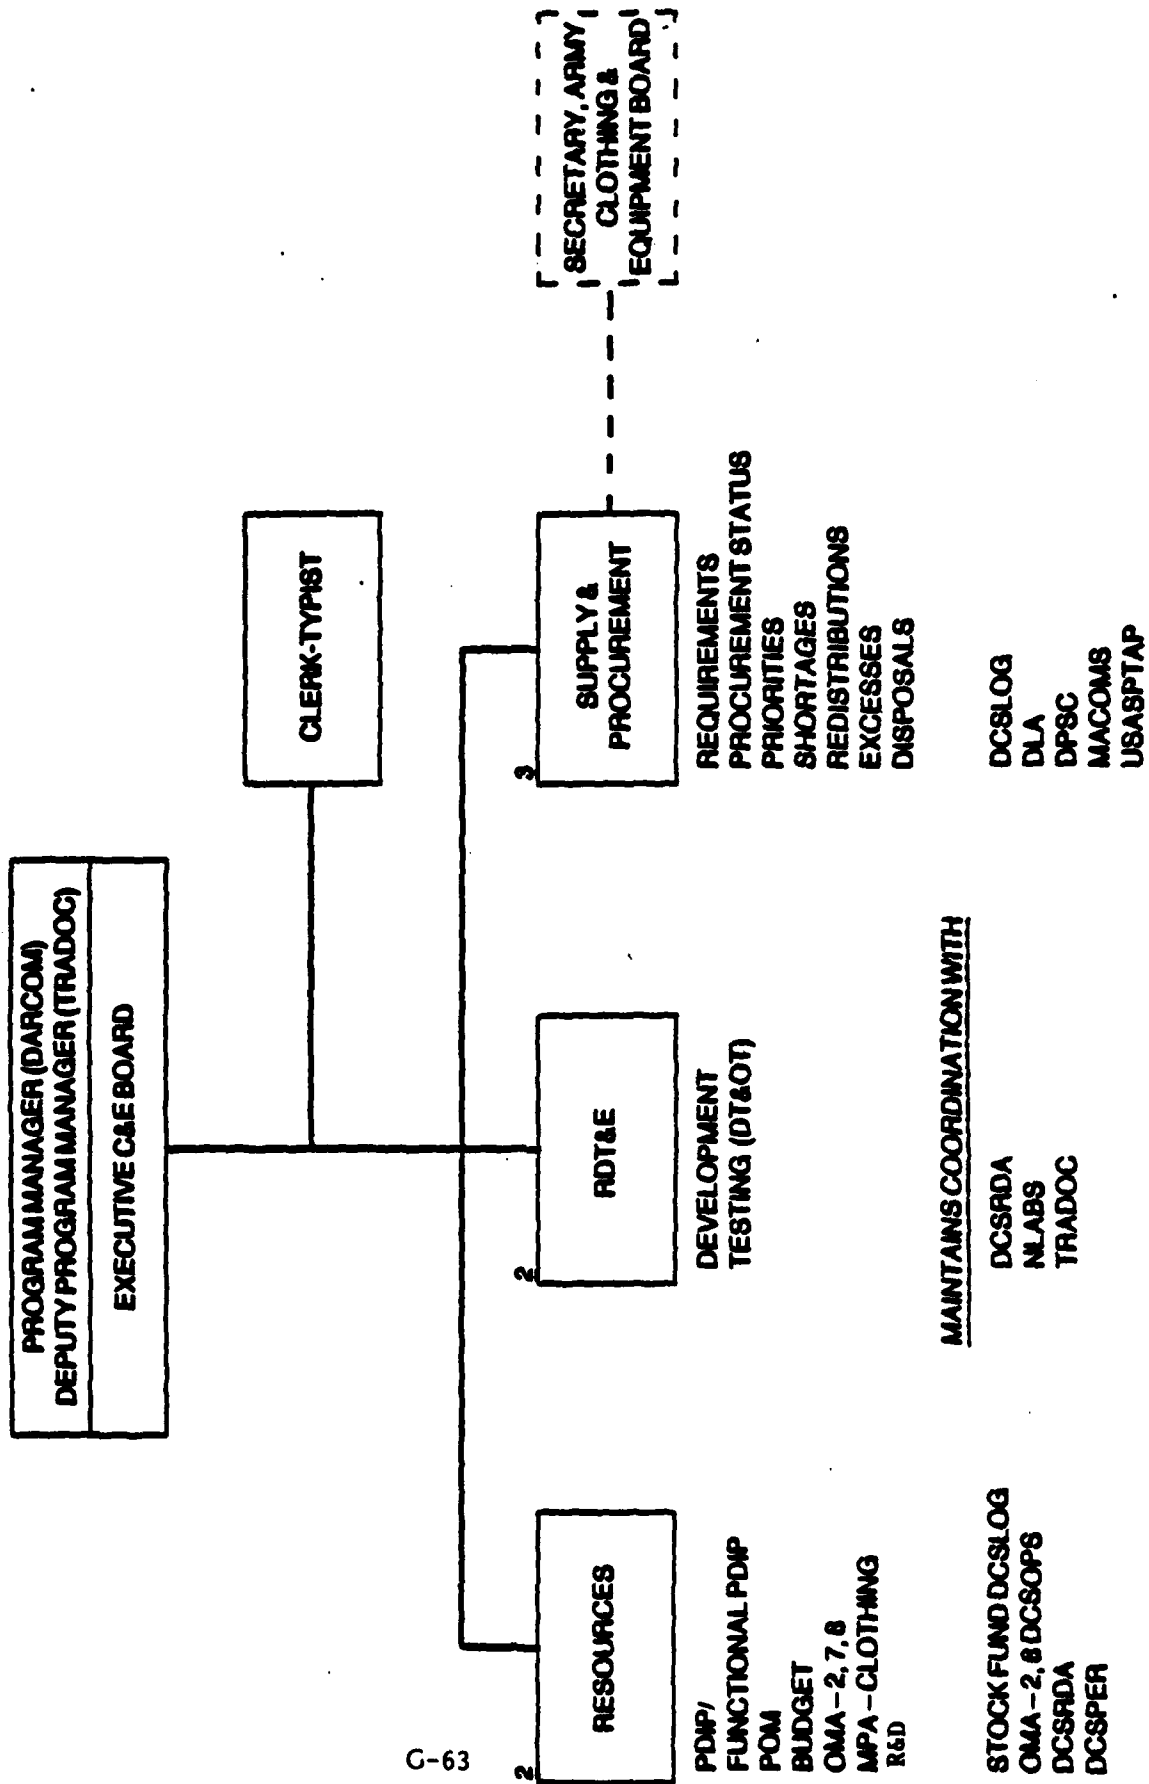 PROGRAM MANAGER (DARCOM)
DEPUTY PROGRAM MANAGER (TRADOC)
EXECUTIVE C&E BOARD
CLERK-TYPIST
2
RESOURCES
PDIP/
FUNCTIONAL PDIP
POM
BUDGET
OMA-2, 7, 8
MPA-CLOTHING
R&D
2
RDT&E
DEVELOPMENT
TESTING (DT&OT)
3
SUPPLY &
PROCUREMENT
REQUIREMENTS
PROCUREMENT STATUS
PRIORITIES
SHORTAGES
REDISTRIBUTIONS
EXCESSES
DISPOSALS
SECRETARY, ARMY
CLOTHING &
EQUIPMENT BOARD
MAINTAINS COORDINATION WITH
STOCK FUND DCSLOG
OMA-2, 8 DCSOPS
DCSRDA
DCSPER
DCSRDA
NLABS
TRADOC
DCSLOG
DLA
DPSC
MACOMS
USASPTAP
G-63